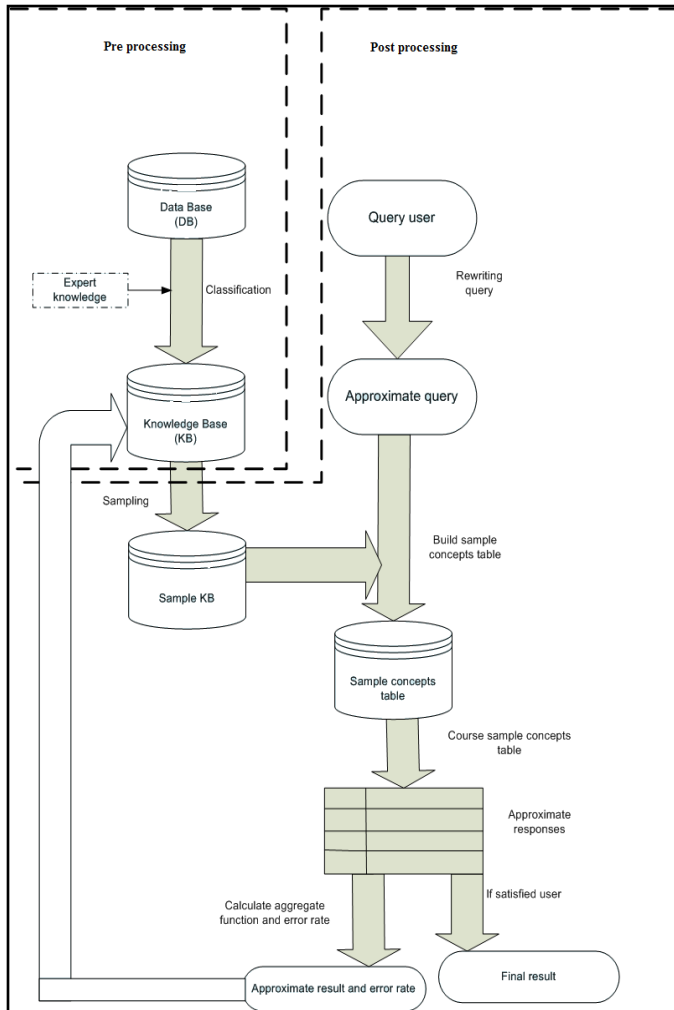 Pre processing
Post processing
Data Base
(DB)
Query user
Expert
knowledge
Classification
Rewriting
query
Knowledge Base
(KB)
Approximate query
Sampling
Build sample
concepts table
Sample KB
Sample concepts
table
Course sample concepts
table
Approximate
responses
Calculate aggregate
function and error rate
If satisfied user
Approximate result and error rate
Final result